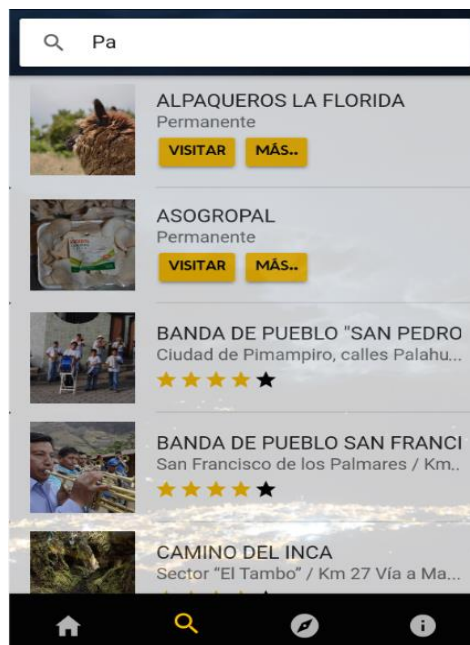 Pa
ALPAQUEROS LA FLORIDA
Permanente
VISITAR MÁS..
ASOGROPAL
Permanente
VISITAR MÁS..
BANDA DE PUEBLO "SAN PEDRO
Ciudad de Pimampiro, calles Palahu...
BANDA DE PUEBLO SAN FRANCI
San Francisco de los Palmares / Km..
CAMINO DEL INCA
Sector “El Tambo” / Km 27 Vía a Ma...